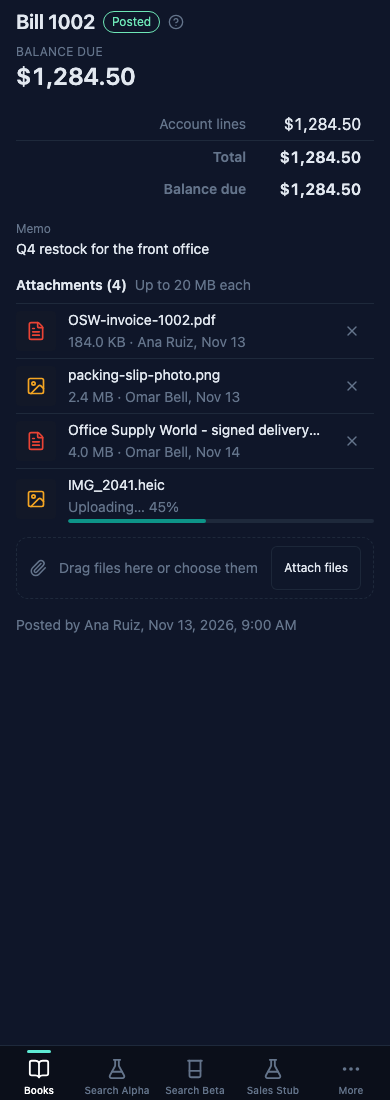 Bill 1002 Posted
BALANCE DUE
$1,284.50
Account lines $1,284.50
Total $1,284.50
Balance due $1,284.50
Memo
Q4 restock for the front office
Attachments (4) Up to 20 MB each
OSW-invoice-1002.pdf
184.0 KB · Ana Ruiz, Nov 13
packing-slip-photo.png
2.4 MB · Omar Bell, Nov 13
Office Supply World - signed delivery...
4.0 MB · Omar Bell, Nov 14
IMG_2041.heic
Uploading... 45%
Drag files here or choose them Attach files
Posted by Ana Ruiz, Nov 13, 2026, 9:00 AM
Books Search Alpha Search Beta Sales Stub More